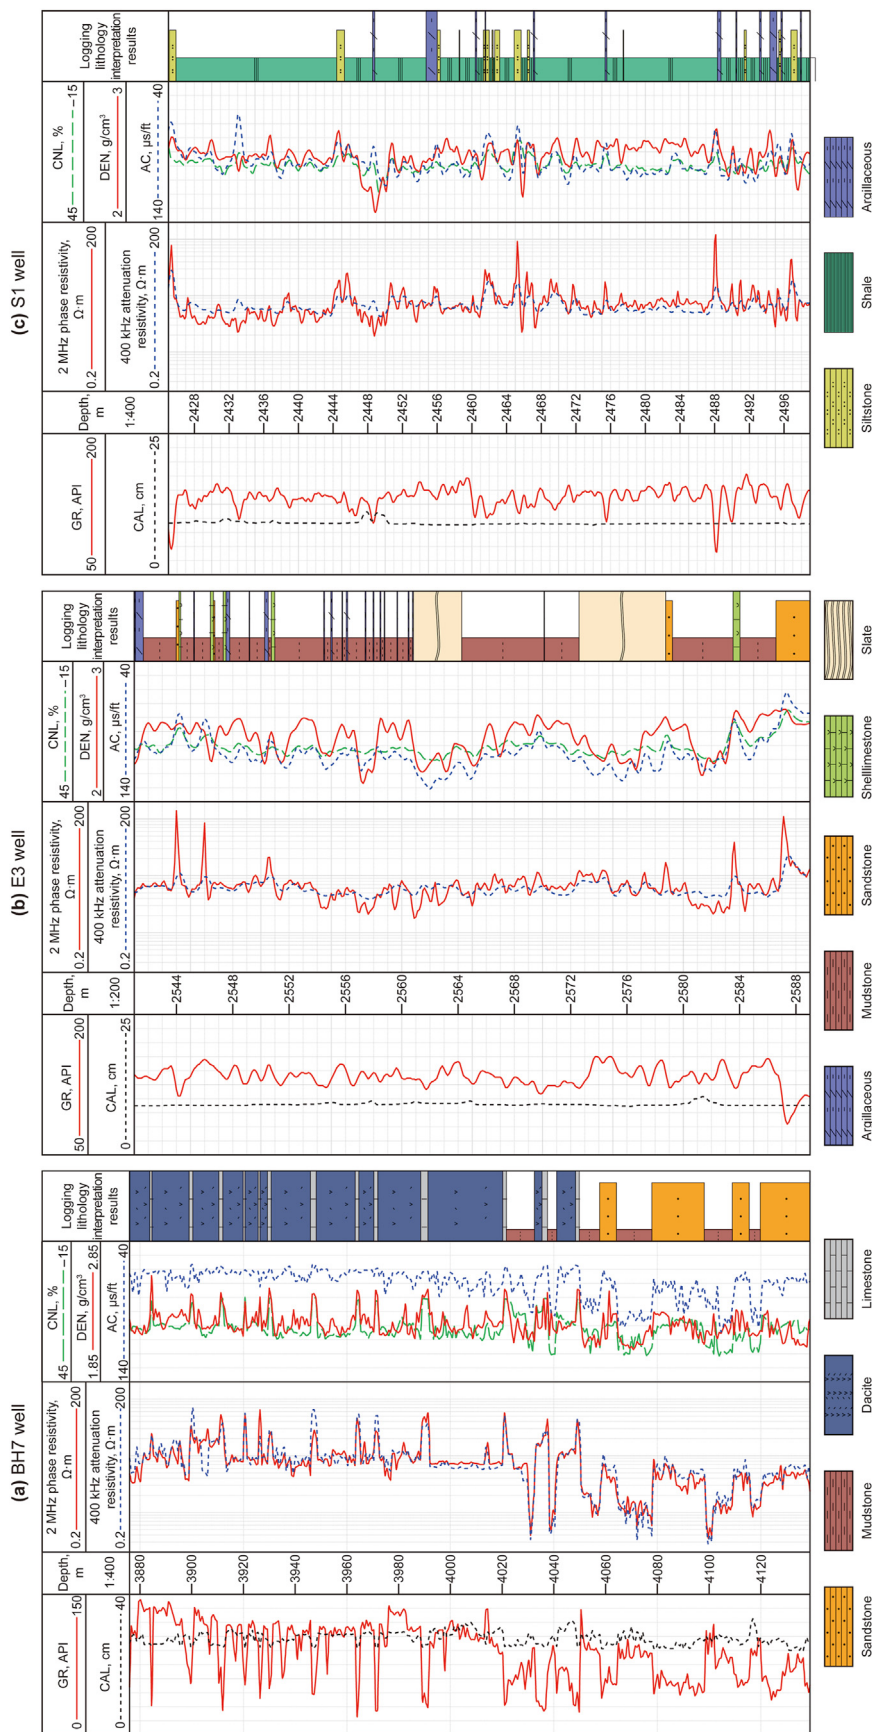 (a) BH7 well
GR, API
0 150
CAL, cm
0 40
Depth, m
1:400
3880
3900
3920
3940
3960
3980
4000
4020
4040
4060
4080
4100
4120
2 MHz phase resistivity,
Ω·m
0.2 200
400 kHz attenuation
resistivity, Ω·m
0.2 200
CNL, %
45 −15
DEN, g/cm³
1.85 2.85
AC, μs/ft
140 40
Logging
lithology
interpretation
results
Sandstone
Mudstone
Dacite
Limestone
(b) E3 well
GR, API
50 200
CAL, cm
0 25
Depth,
m
1:200
2544
2548
2552
2556
2560
2564
2568
2572
2576
2580
2584
2588
2 MHz phase resistivity,
Ω·m
0.2 200
400 kHz attenuation
resistivity, Ω·m
0.2 200
CNL, %
45 −15
DEN, g/cm³
2 3
AC, μs/ft
140 40
Logging
lithology
interpretation
results
Argillaceous
Mudstone
Sandstone
Shelllimestone
Slate
(c) S1 well
GR, API
50 200
CAL, cm
0 25
Depth,
m
1:400
2428
2432
2436
2440
2444
2448
2452
2456
2460
2464
2468
2472
2476
2480
2484
2488
2492
2496
2 MHz phase resistivity,
Ω·m
0.2 200
400 kHz attenuation
resistivity, Ω·m
0.2 200
CNL, %
45 −15
DEN, g/cm³
2 3
AC, μs/ft
140 40
Logging
lithology
interpretation
results
Siltstone
Shale
Argillaceous